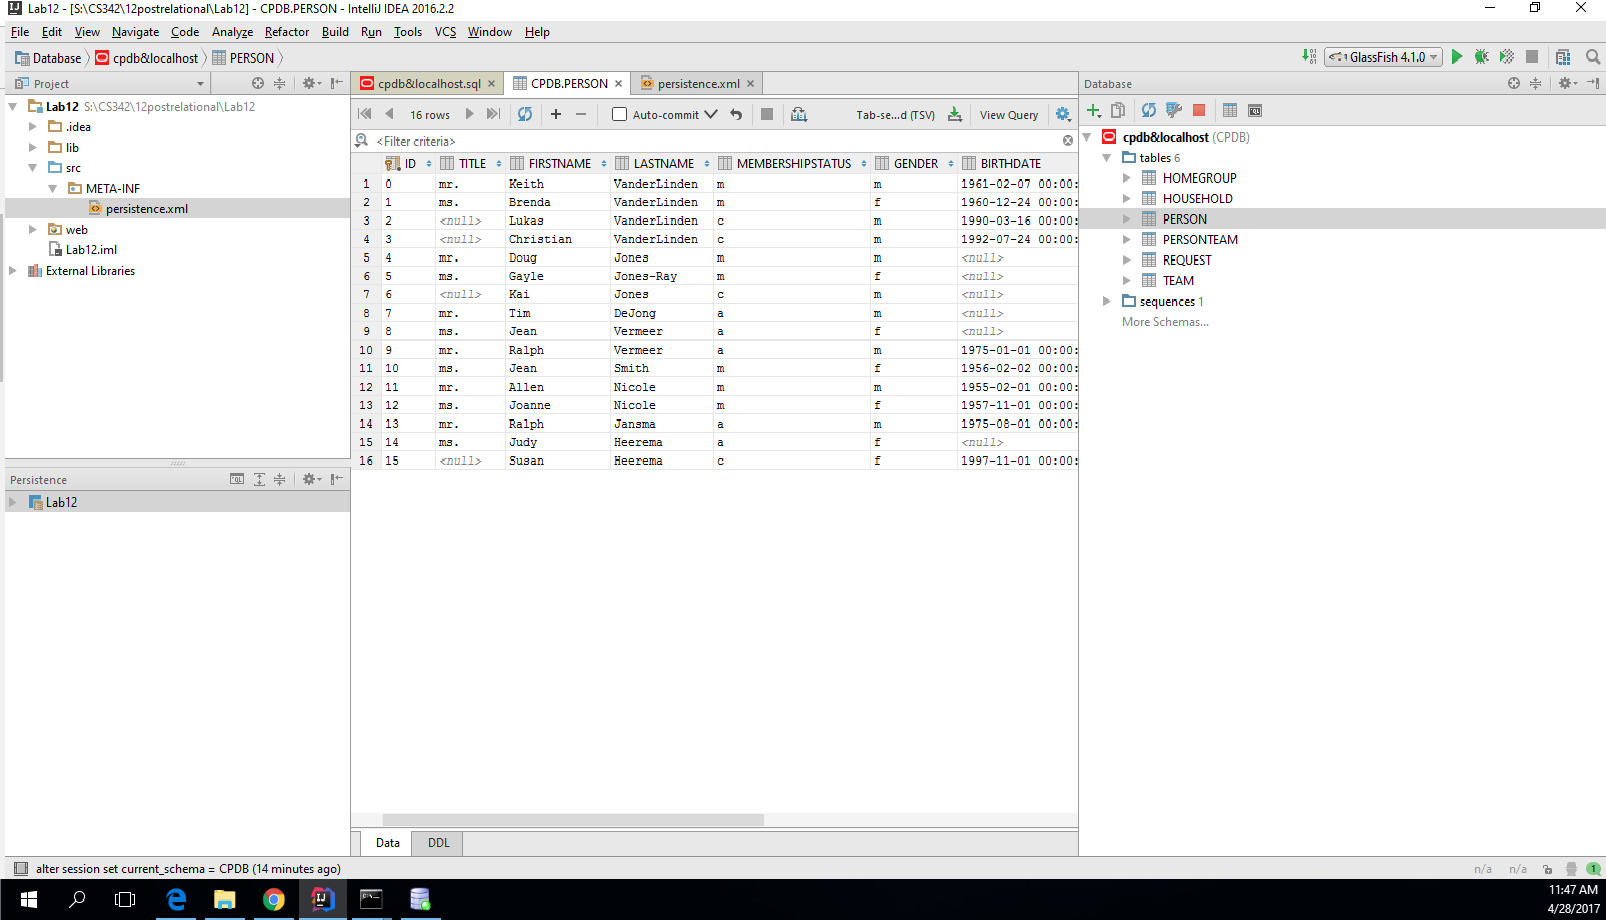 Lab12 - [S:\CS342\12postrelational\Lab12] - CPDB.PERSON - IntelliJ IDEA 2016.2.2
File Edit View Navigate Code Analyze Refactor Build Run Tools VCS Window Help
Database cpdb&localhost PERSON GlassFish 4.1.0
Project
Lab12 S:\CS342\12postrelational\Lab12
.idea
lib
src
META-INF
persistence.xml
web
Lab12.iml
External Libraries
Persistence
Lab12
cpdb&localhost.sql CPDB.PERSON persistence.xml
16 rows Auto-commit Tab-se...d (TSV) View Query
<Filter criteria>
ID TITLE FIRSTNAME LASTNAME MEMBERSHIPSTATUS GENDER BIRTHDATE
1 0 mr. Keith VanderLinden m m 1961-02-07 00:00:
2 1 ms. Brenda VanderLinden m f 1960-12-24 00:00:
3 2 <null> Lukas VanderLinden c m 1990-03-16 00:00:
4 3 <null> Christian VanderLinden c m 1992-07-24 00:00:
5 4 mr. Doug Jones m m <null>
6 5 ms. Gayle Jones-Ray m f <null>
7 6 <null> Kai Jones c m <null>
8 7 mr. Tim DeJong a m <null>
9 8 ms. Jean Vermeer a f <null>
10 9 mr. Ralph Vermeer a m 1975-01-01 00:00:
11 10 ms. Jean Smith m f 1956-02-02 00:00:
12 11 mr. Allen Nicole m m 1955-02-01 00:00:
13 12 ms. Joanne Nicole m f 1957-11-01 00:00:
14 13 mr. Ralph Jansma a m 1975-08-01 00:00:
15 14 ms. Judy Heerema a f <null>
16 15 <null> Susan Heerema c f 1997-11-01 00:00:
Data DDL
Database
cpdb&localhost (CPDB)
tables 6
HOMEGROUP
HOUSEHOLD
PERSON
PERSONTEAM
REQUEST
TEAM
sequences 1
More Schemas...
alter session set current_schema = CPDB (14 minutes ago) n/a n/a 1
11:47 AM
4/28/2017